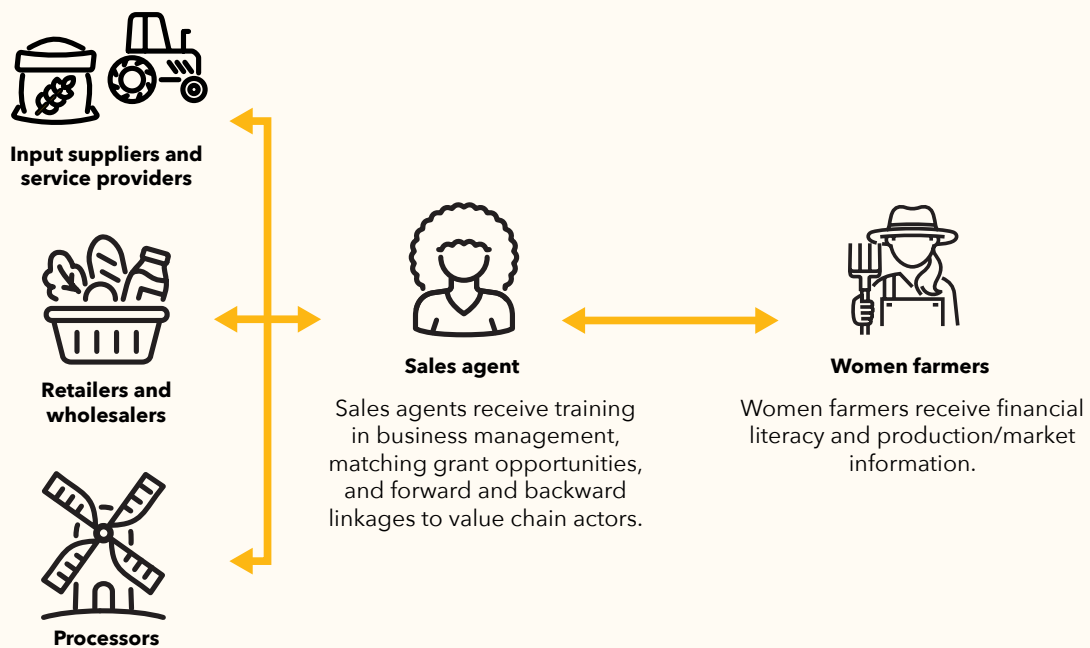 Input suppliers and
service providers
Retailers and
wholesalers
Processors
Sales agent
Sales agents receive training
in business management,
matching grant opportunities,
and forward and backward
linkages to value chain actors.
Women farmers
Women farmers receive financial
literacy and production/market
information.